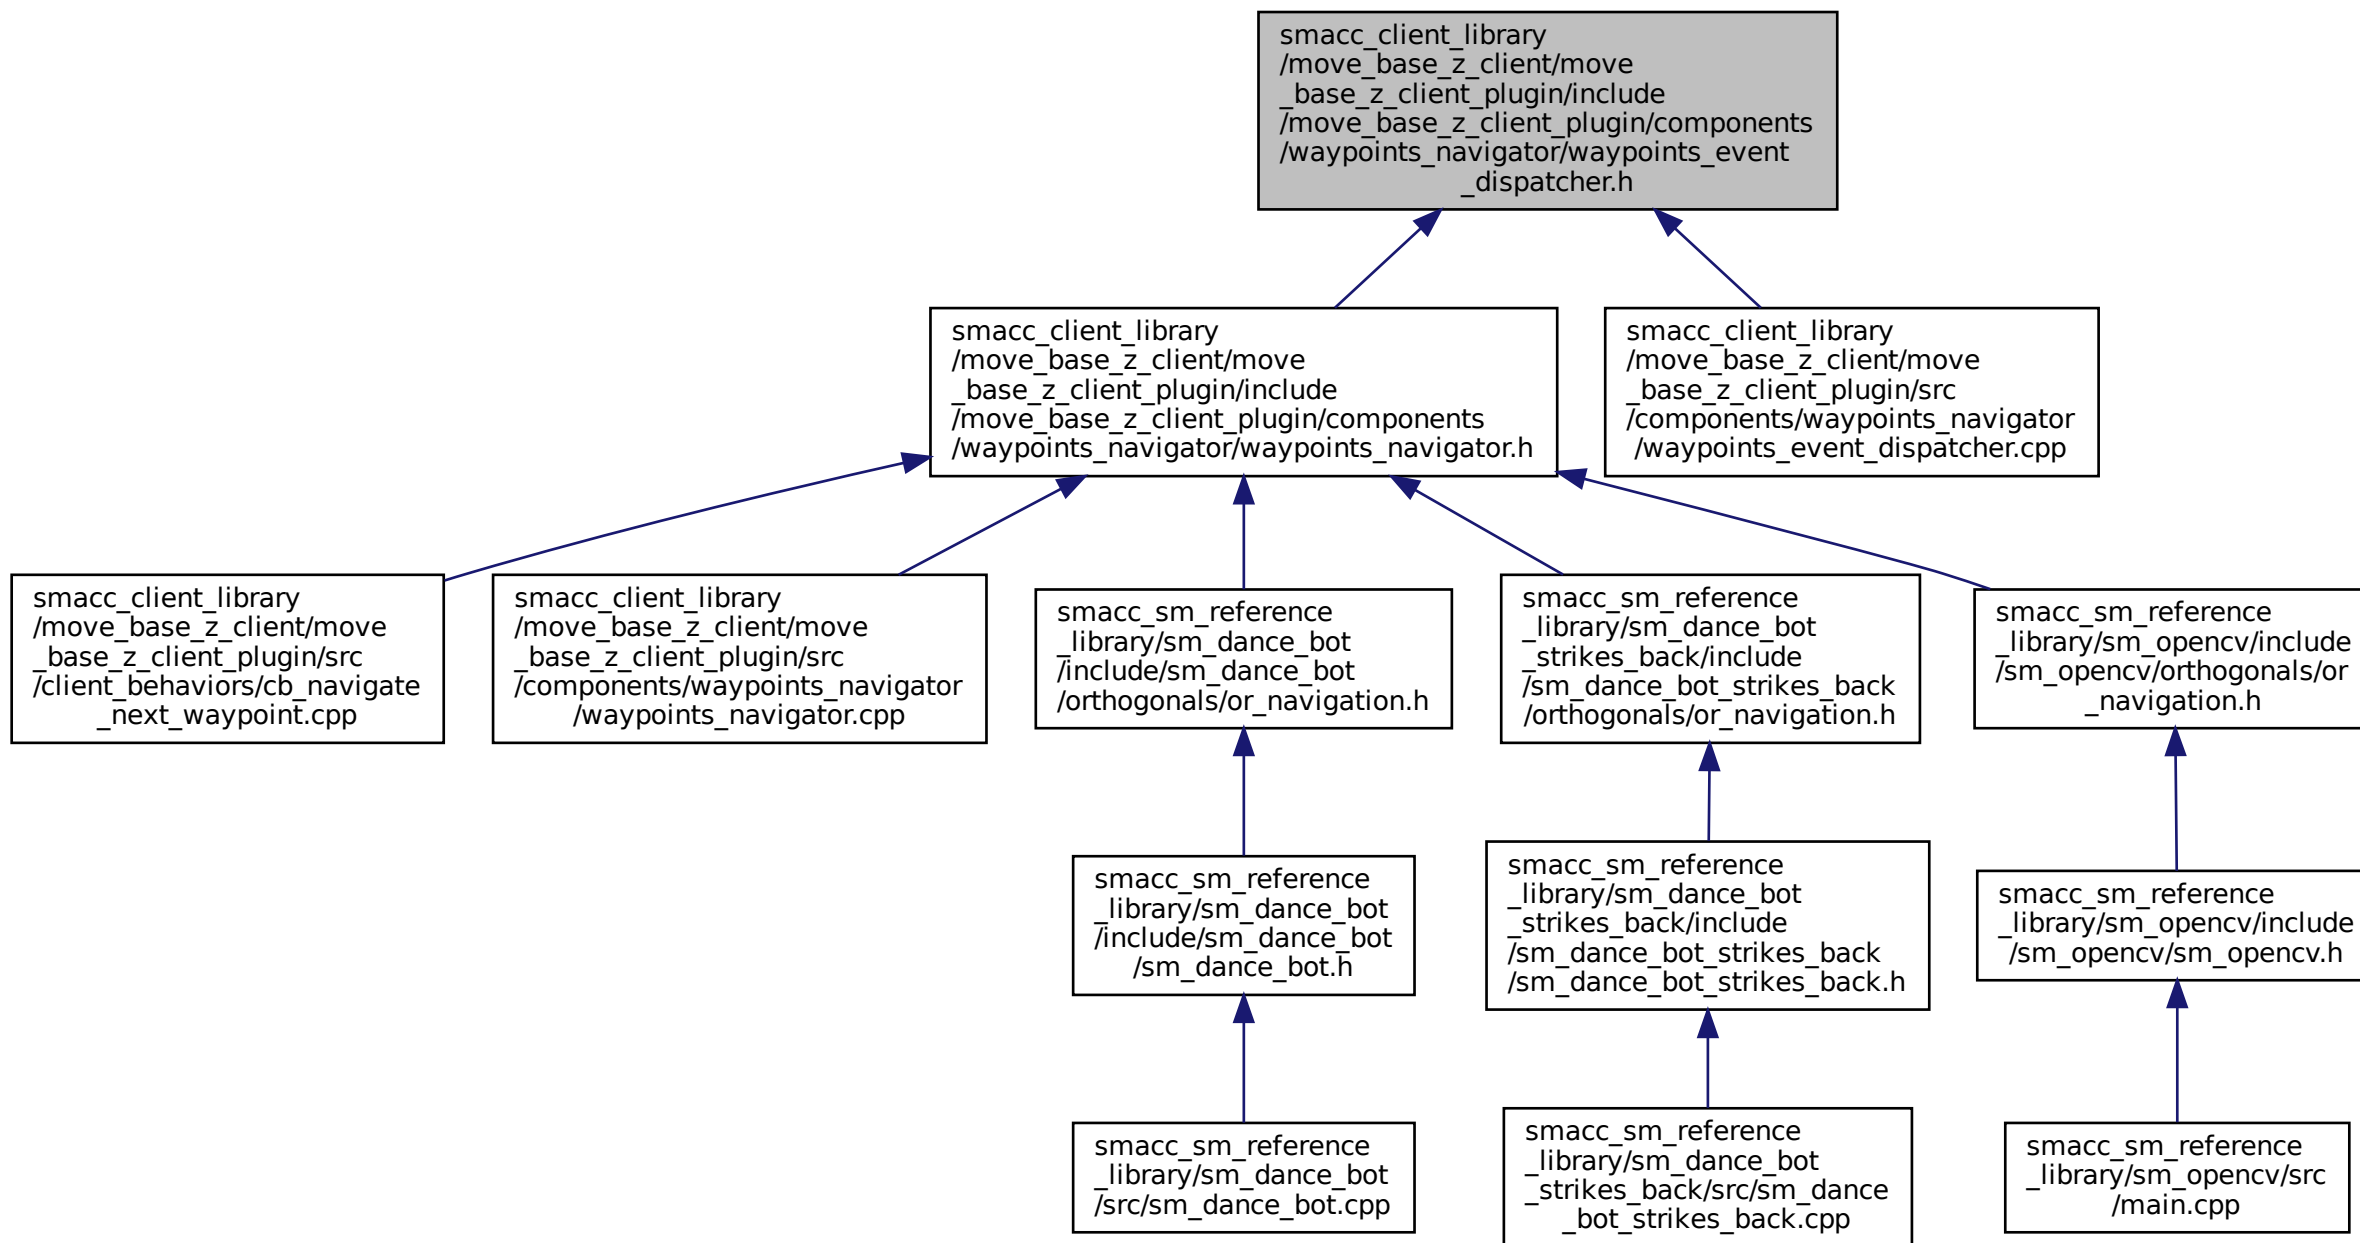 smacc_client_library
/move_base_z_client/move
_base_z_client_plugin/include
/move_base_z_client_plugin/components
/waypoints_navigator/waypoints_event
_dispatcher.h
smacc_client_library
/move_base_z_client/move
_base_z_client_plugin/include
/move_base_z_client_plugin/components
/waypoints_navigator/waypoints_navigator.h
smacc_client_library
/move_base_z_client/move
_base_z_client_plugin/src
/components/waypoints_navigator
/waypoints_event_dispatcher.cpp
smacc_client_library
/move_base_z_client/move
_base_z_client_plugin/src
/client_behaviors/cb_navigate
_next_waypoint.cpp
smacc_client_library
/move_base_z_client/move
_base_z_client_plugin/src
/components/waypoints_navigator
/waypoints_navigator.cpp
smacc_sm_reference
_library/sm_dance_bot
/include/sm_dance_bot
/orthogonals/or_navigation.h
smacc_sm_reference
_library/sm_dance_bot
_strikes_back/include
/sm_dance_bot_strikes_back
/orthogonals/or_navigation.h
smacc_sm_reference
_library/sm_opencv/include
/sm_opencv/orthogonals/or
_navigation.h
smacc_sm_reference
_library/sm_dance_bot
/include/sm_dance_bot
/sm_dance_bot.h
smacc_sm_reference
_library/sm_dance_bot
_strikes_back/include
/sm_dance_bot_strikes_back
/sm_dance_bot_strikes_back.h
smacc_sm_reference
_library/sm_opencv/include
/sm_opencv/sm_opencv.h
smacc_sm_reference
_library/sm_dance_bot
/src/sm_dance_bot.cpp
smacc_sm_reference
_library/sm_dance_bot
_strikes_back/src/sm_dance
_bot_strikes_back.cpp
smacc_sm_reference
_library/sm_opencv/src
/main.cpp